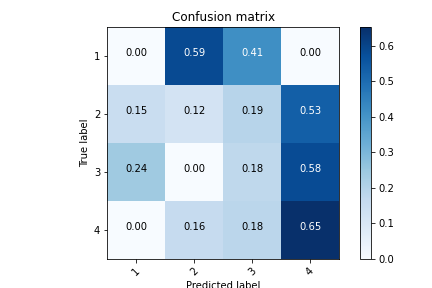 Confusion matrix
True label
1 0.00 0.59 0.41 0.00
2 0.15 0.12 0.19 0.53
3 0.24 0.00 0.18 0.58
4 0.00 0.16 0.18 0.65
1 2 3 4
Predicted label
0.6
0.5
0.4
0.3
0.2
0.1
0.0